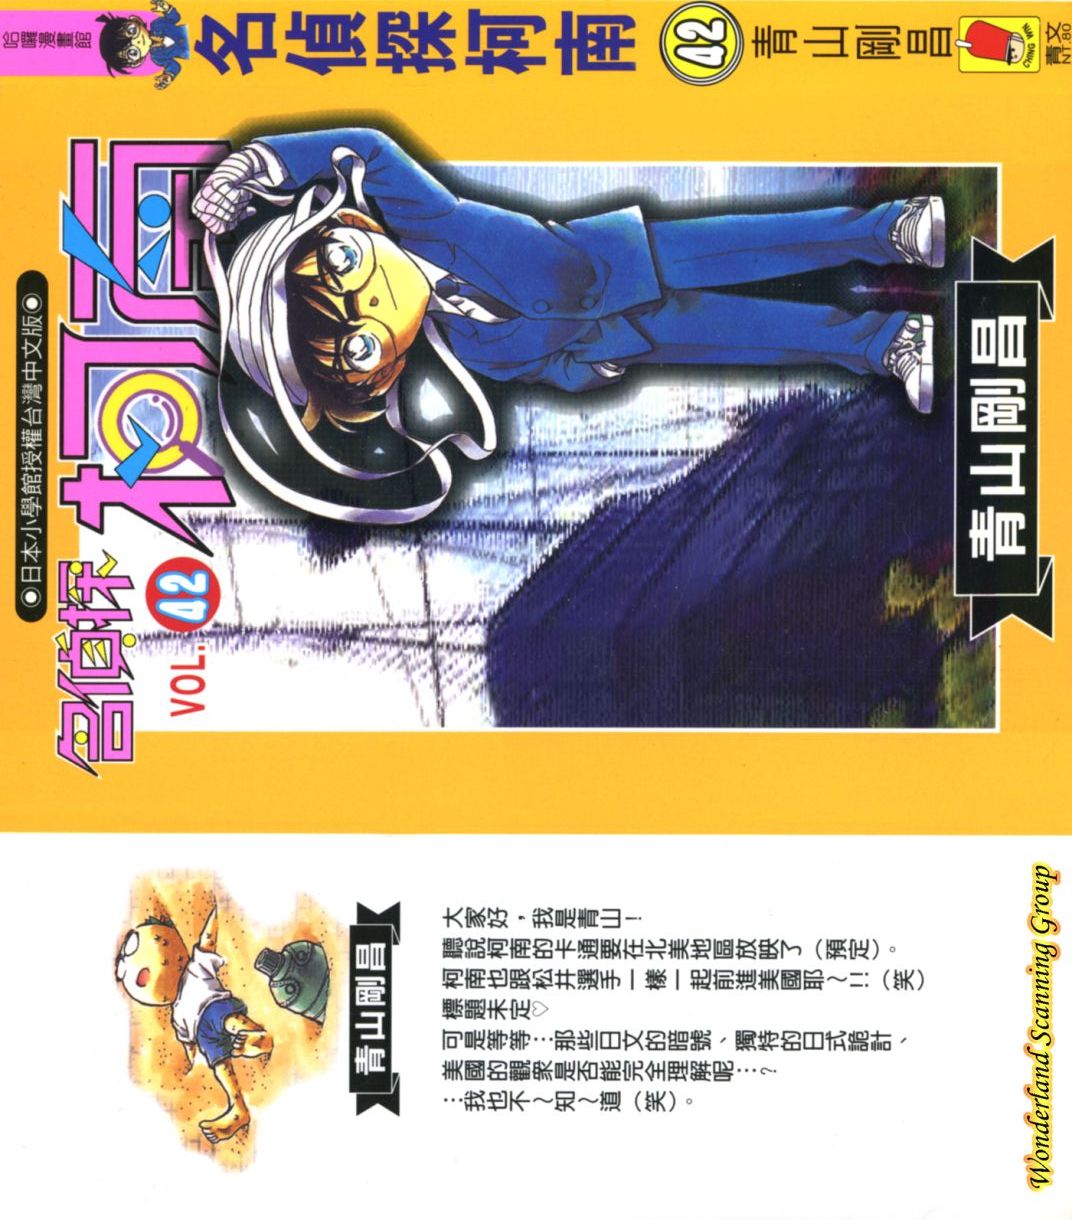 哈囉漫畫館
名偵探柯南
42
青山剛昌
CHING WIN
青文
NT.80
◉日本小學館授權台灣中文版◉
名偵探
柯南
VOL. 42
青山剛昌
青山剛昌
大家好，我是青山！
聽說柯南的卡通要在北美地區放映了（預定）。
柯南也跟松井選手一樣一起前進美國耶～!!（笑）
標題未定♡
可是等等…那些日文的暗號、獨特的日式詭計、
美國的觀眾是否能完全理解呢…？
…我也不～知～道（笑）。
Wonderland Scanning Group